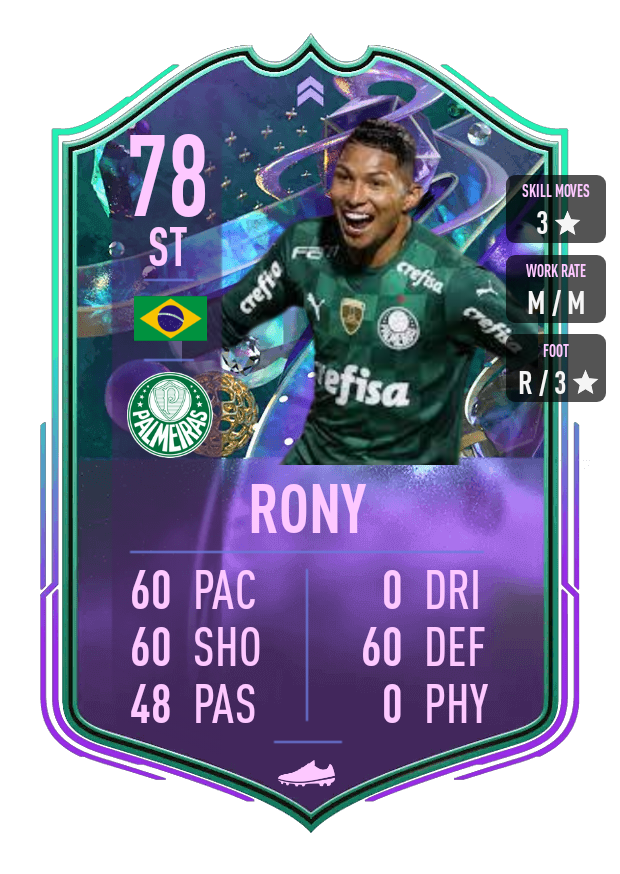 78
ST
SKILL MOVES
3 ★
WORK RATE
M / M
FOOT
R / 3 ★
crefisa
crefisa
crefisa
crefisa
PALMEIRAS
P
RONY
60 PAC
0 DRI
60 SHO
60 DEF
48 PAS
0 PHY